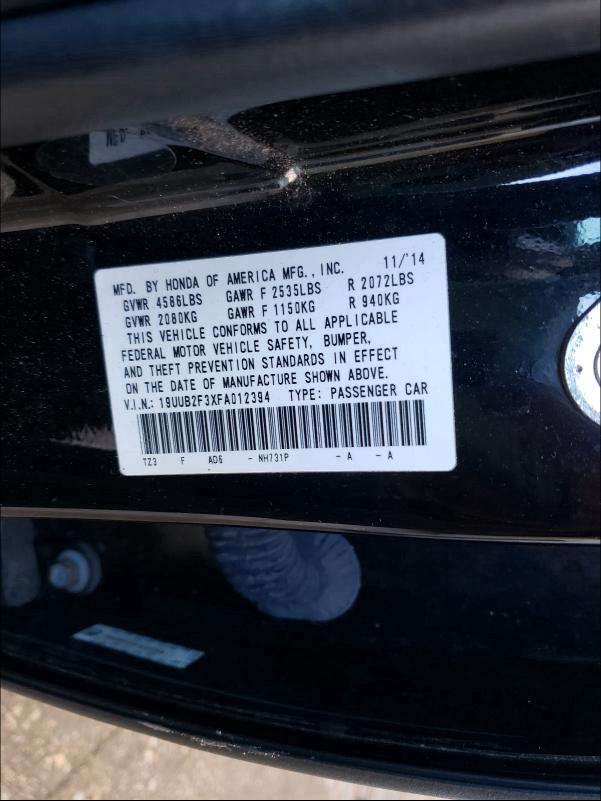 MFD. BY HONDA OF AMERICA MFG., INC. 11/'14
GVWR 4586LBS GAWR F 2535LBS R 2072LBS
GVWR 2080KG GAWR F 1150KG R 940KG
THIS VEHICLE CONFORMS TO ALL APPLICABLE
FEDERAL MOTOR VEHICLE SAFETY, BUMPER,
AND THEFT PREVENTION STANDARDS IN EFFECT
ON THE DATE OF MANUFACTURE SHOWN ABOVE.
V.I.N.: 19UUB2F3XFA012394 TYPE: PASSENGER CAR
TZ3 F AD6 - NH731P - A - A